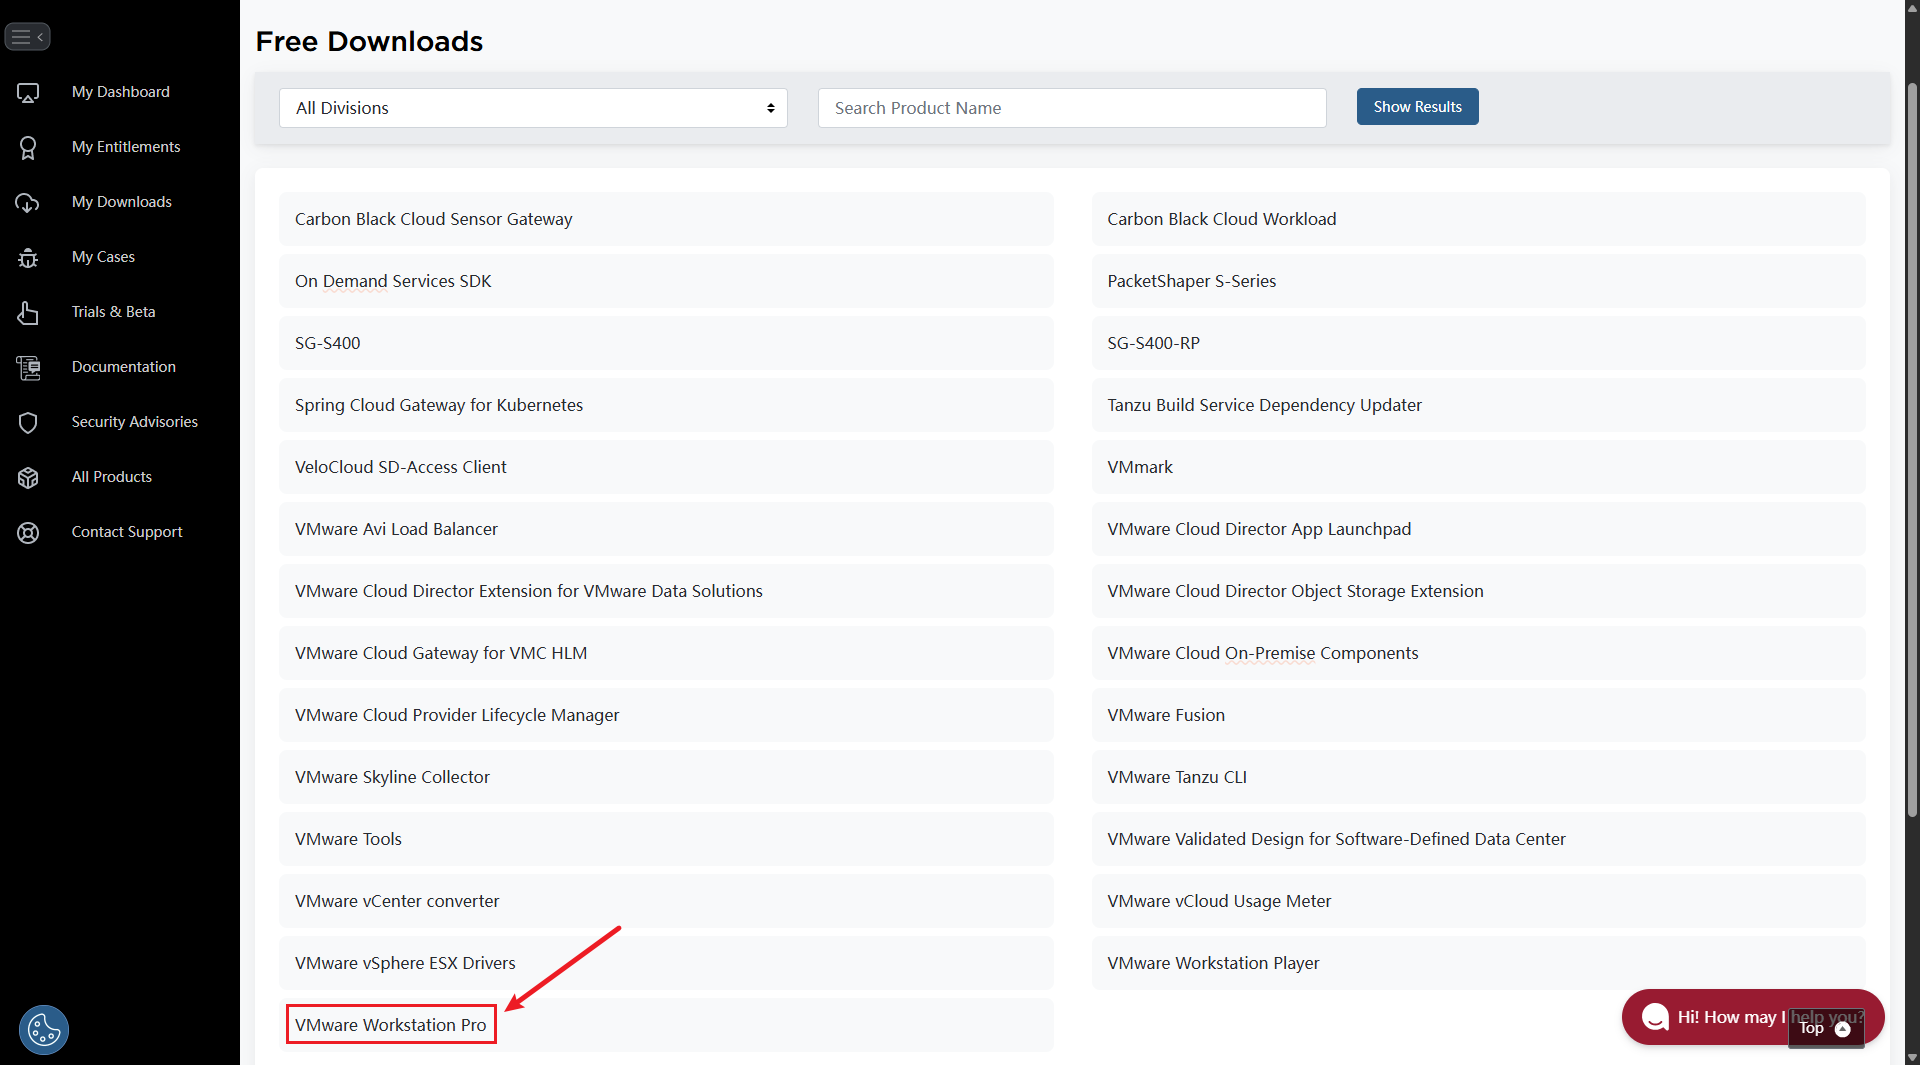 Free Downloads
My Dashboard
My Entitlements
My Downloads
My Cases
Trials & Beta
Documentation
Security Advisories
All Products
Contact Support
All Divisions
Search Product Name
Show Results
Carbon Black Cloud Sensor Gateway
Carbon Black Cloud Workload
On Demand Services SDK
PacketShaper S-Series
SG-S400
SG-S400-RP
Spring Cloud Gateway for Kubernetes
Tanzu Build Service Dependency Updater
VeloCloud SD-Access Client
VMmark
VMware Avi Load Balancer
VMware Cloud Director App Launchpad
VMware Cloud Director Extension for VMware Data Solutions
VMware Cloud Director Object Storage Extension
VMware Cloud Gateway for VMC HLM
VMware Cloud On-Premise Components
VMware Cloud Provider Lifecycle Manager
VMware Fusion
VMware Skyline Collector
VMware Tanzu CLI
VMware Tools
VMware Validated Design for Software-Defined Data Center
VMware vCenter converter
VMware vCloud Usage Meter
VMware vSphere ESX Drivers
VMware Workstation Player
VMware Workstation Pro
Hi! How may I help you?
Top